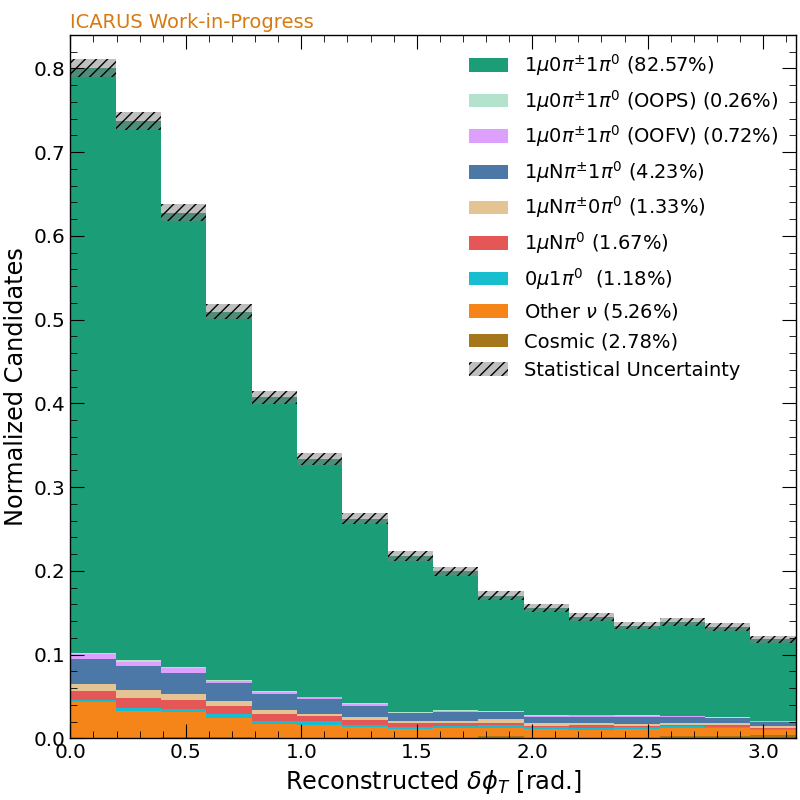 ICARUS Work-in-Progress
1μ0π±1π⁰ (82.57%)
1μ0π±1π⁰ (OOPS) (0.26%)
1μ0π±1π⁰ (OOFV) (0.72%)
1μNπ±1π⁰ (4.23%)
1μNπ±0π⁰ (1.33%)
1μNπ⁰ (1.67%)
0μ1π⁰ (1.18%)
Other ν (5.26%)
Cosmic (2.78%)
Statistical Uncertainty
Normalized Candidates
0.8
0.7
0.6
0.5
0.4
0.3
0.2
0.1
0.0
0.0 0.5 1.0 1.5 2.0 2.5 3.0
Reconstructed δϕ_T [rad.]